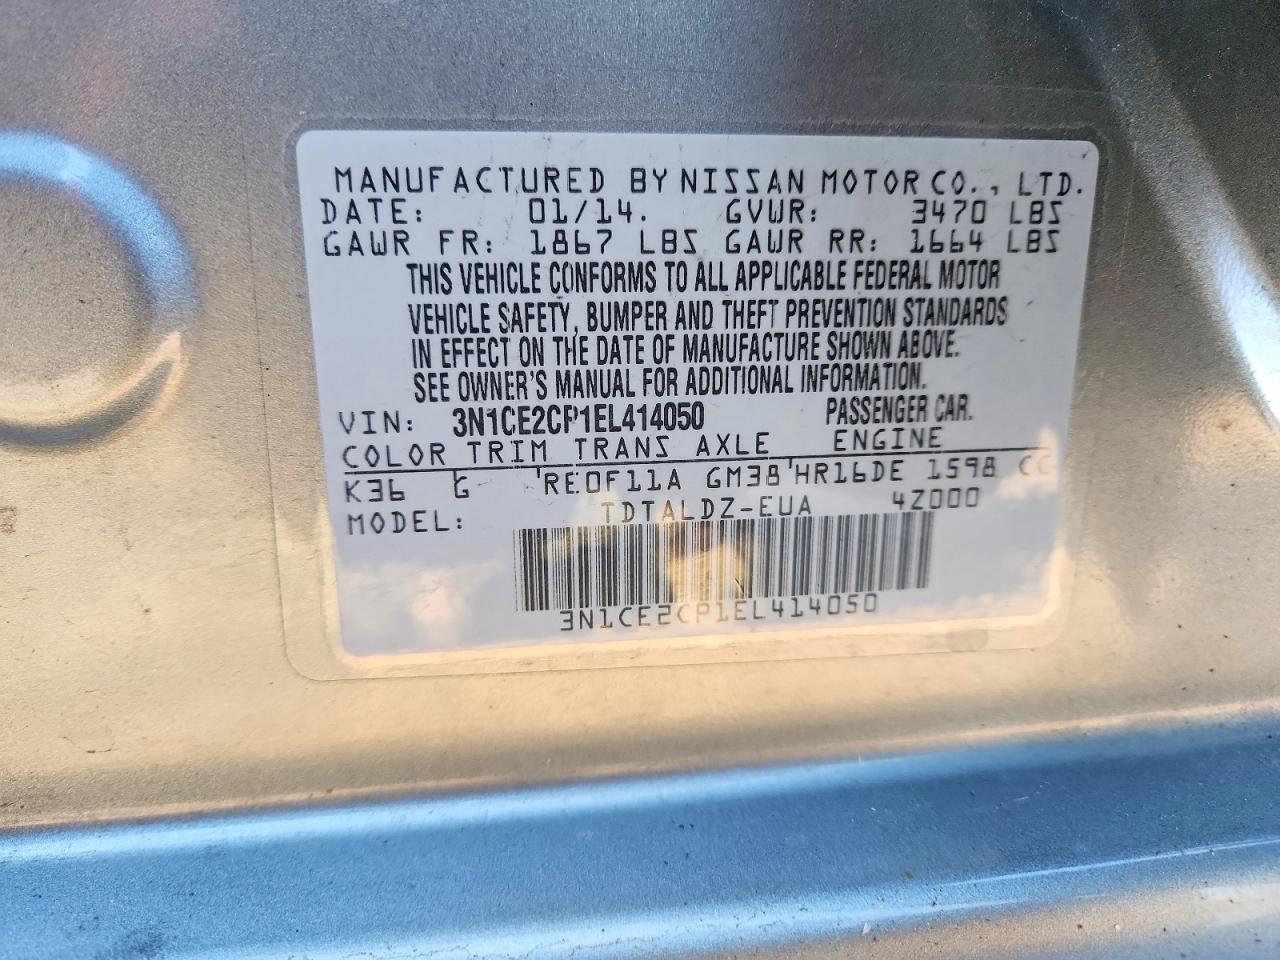 MANUFACTURED BY NISSAN MOTOR CO., LTD.
DATE: 01/14. GVWR: 3470 LBS
GAWR FR: 1867 LBS GAWR RR: 1664 LBS
THIS VEHICLE CONFORMS TO ALL APPLICABLE FEDERAL MOTOR
VEHICLE SAFETY, BUMPER AND THEFT PREVENTION STANDARDS
IN EFFECT ON THE DATE OF MANUFACTURE SHOWN ABOVE.
SEE OWNER'S MANUAL FOR ADDITIONAL INFORMATION.
VIN: 3N1CE2CP1EL414050 PASSENGER CAR.
COLOR TRIM TRANS AXLE ENGINE
K36 G RE0F11A GM38 HR16DE 1598 CC
MODEL: TDTALDZ-EUA 4Z000
3N1CE2CP1EL414050